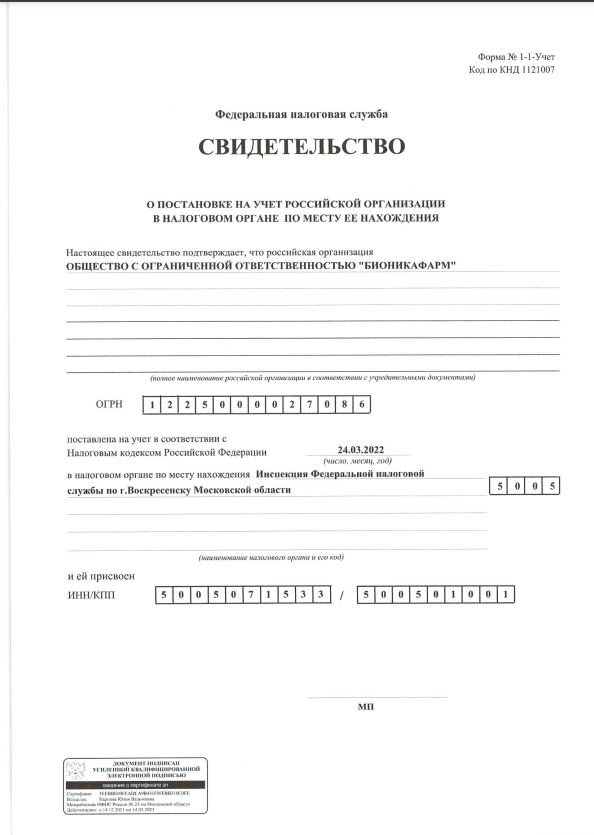 Форма № 1-1-Учет
Код по КНД 1121007
Федеральная налоговая служба
СВИДЕТЕЛЬСТВО
О ПОСТАНОВКЕ НА УЧЕТ РОССИЙСКОЙ ОРГАНИЗАЦИИ
В НАЛОГОВОМ ОРГАНЕ ПО МЕСТУ ЕЕ НАХОЖДЕНИЯ
Настоящее свидетельство подтверждает, что российская организация
ОБЩЕСТВО С ОГРАНИЧЕННОЙ ОТВЕТСТВЕННОСТЬЮ "БИОНИКАФАРМ"
(полное наименование российской организации в соответствии с учредительными документами)
ОГРН 1 2 2 5 0 0 0 0 2 7 0 8 6
поставлена на учет в соответствии с
Налоговым кодексом Российской Федерации 24.03.2022
(число, месяц, год)
в налоговом органе по месту нахождения Инспекция Федеральной налоговой
службы по г.Воскресенску Московской области 5 0 0 5
(наименование налогового органа и его код)
и ей присвоен
ИНН/КПП 5 0 0 5 0 7 1 5 3 3 / 5 0 0 5 0 1 0 0 1
МП
ДОКУМЕНТ ПОДПИСАН
УСИЛЕННОЙ КВАЛИФИЦИРОВАННОЙ
ЭЛЕКТРОННОЙ ПОДПИСЬЮ
СВЕДЕНИЯ О СЕРТИФИКАТЕ ЭП
Сертификат:
Владелец: Юлия Вадимовна
Межрайонная ИФНС России № 23 по Московской области
Действителен: с 14.12.2021 по 14.03.2023